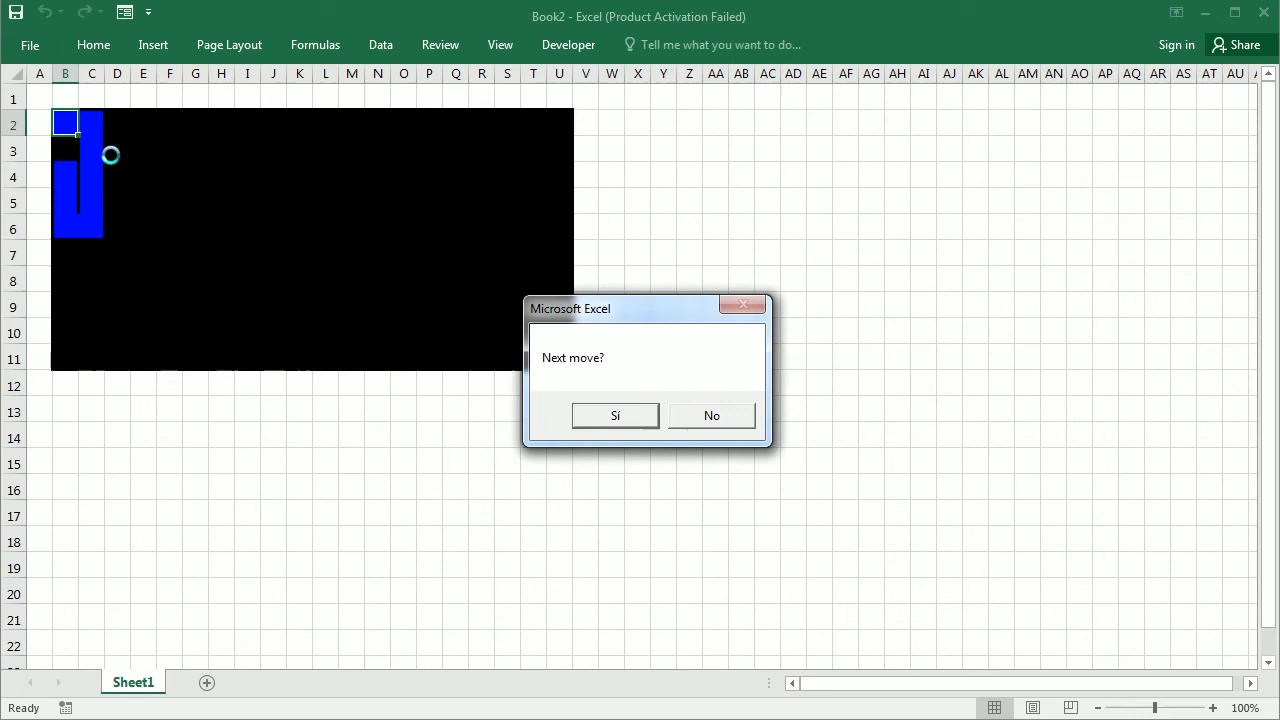 Book2 - Excel (Product Activation Failed)
File Home Insert Page Layout Formulas Data Review View Developer Tell me what you want to do... Sign in Share
A B C D E F G H I J K L M N O P Q R S T U V W X Y Z AA AB AC AD AE AF AG AH AI AJ AK AL AM AN AO AP AQ AR AS AT AU
1
2
3
4
5
6
7
8
9
Microsoft Excel
10
11
Next move?
12
13
Sí No
14
15
16
17
18
19
20
21
22
Sheet1
Ready 100%